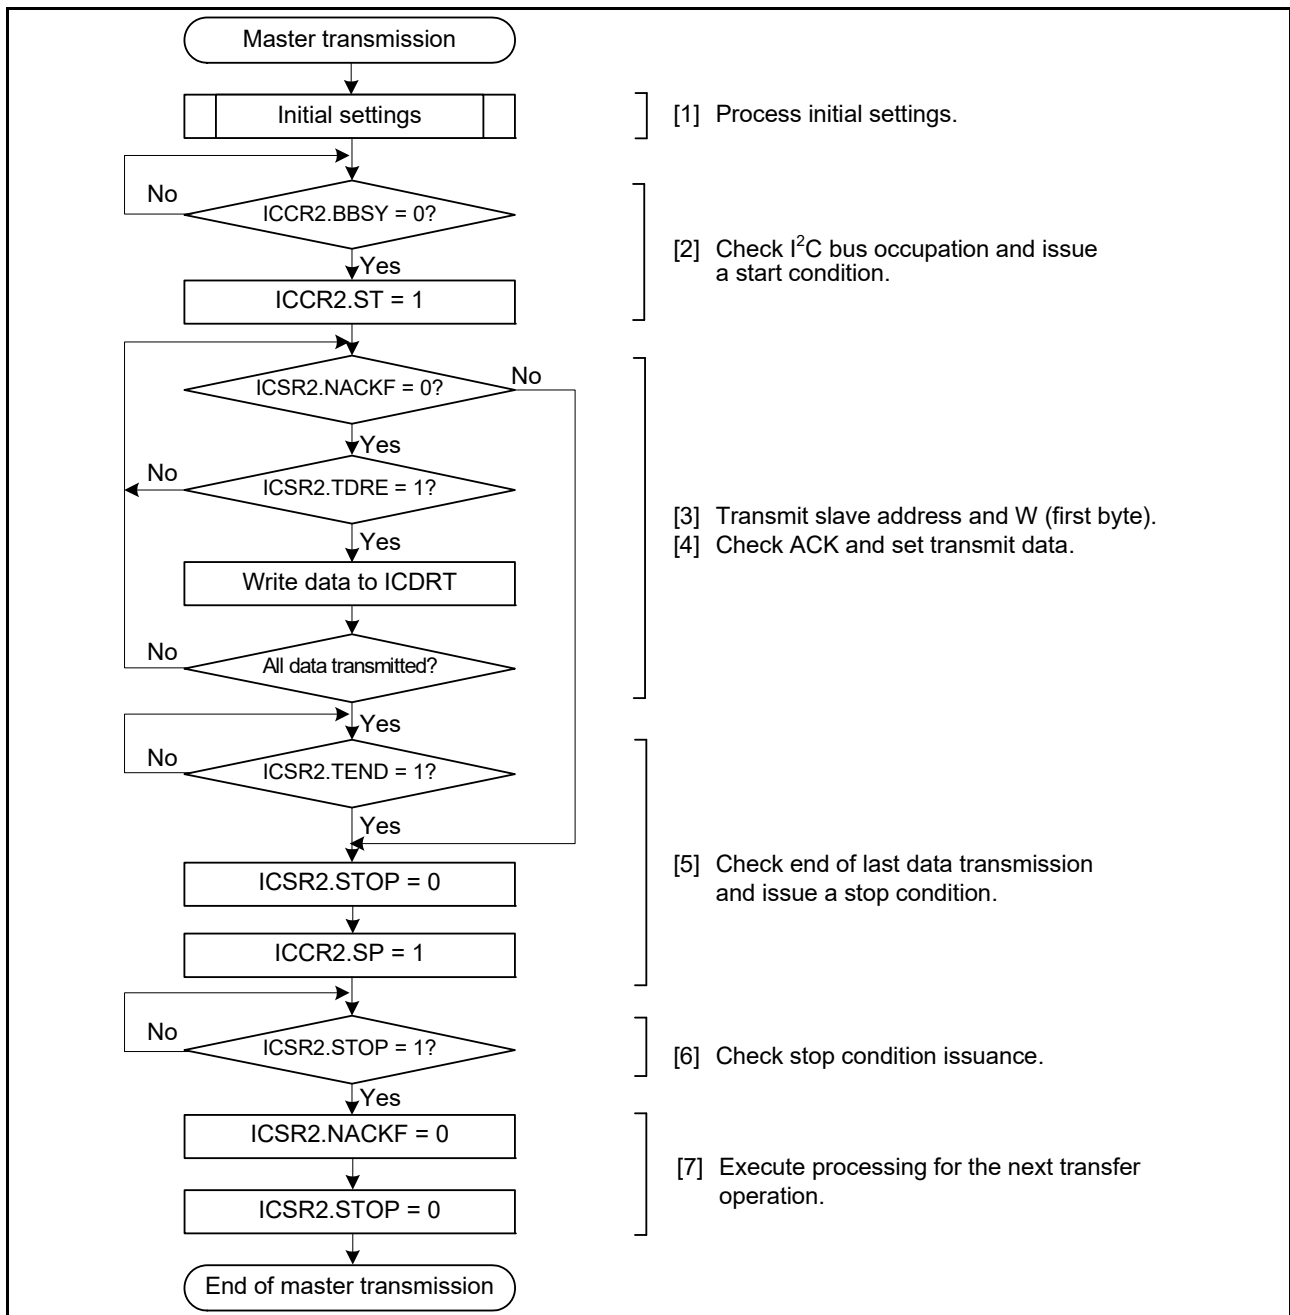 Master transmission
Initial settings
[1] Process initial settings.
No
ICCR2.BBSY = 0?
Yes
[2] Check I²C bus occupation and issue
a start condition.
ICCR2.ST = 1
ICSR2.NACKF = 0?
No
Yes
No
ICSR2.TDRE = 1?
Yes
[3] Transmit slave address and W (first byte).
[4] Check ACK and set transmit data.
Write data to ICDRT
No
All data transmitted?
Yes
No
ICSR2.TEND = 1?
Yes
[5] Check end of last data transmission
and issue a stop condition.
ICSR2.STOP = 0
ICCR2.SP = 1
No
ICSR2.STOP = 1?
[6] Check stop condition issuance.
Yes
ICSR2.NACKF = 0
[7] Execute processing for the next transfer
operation.
ICSR2.STOP = 0
End of master transmission